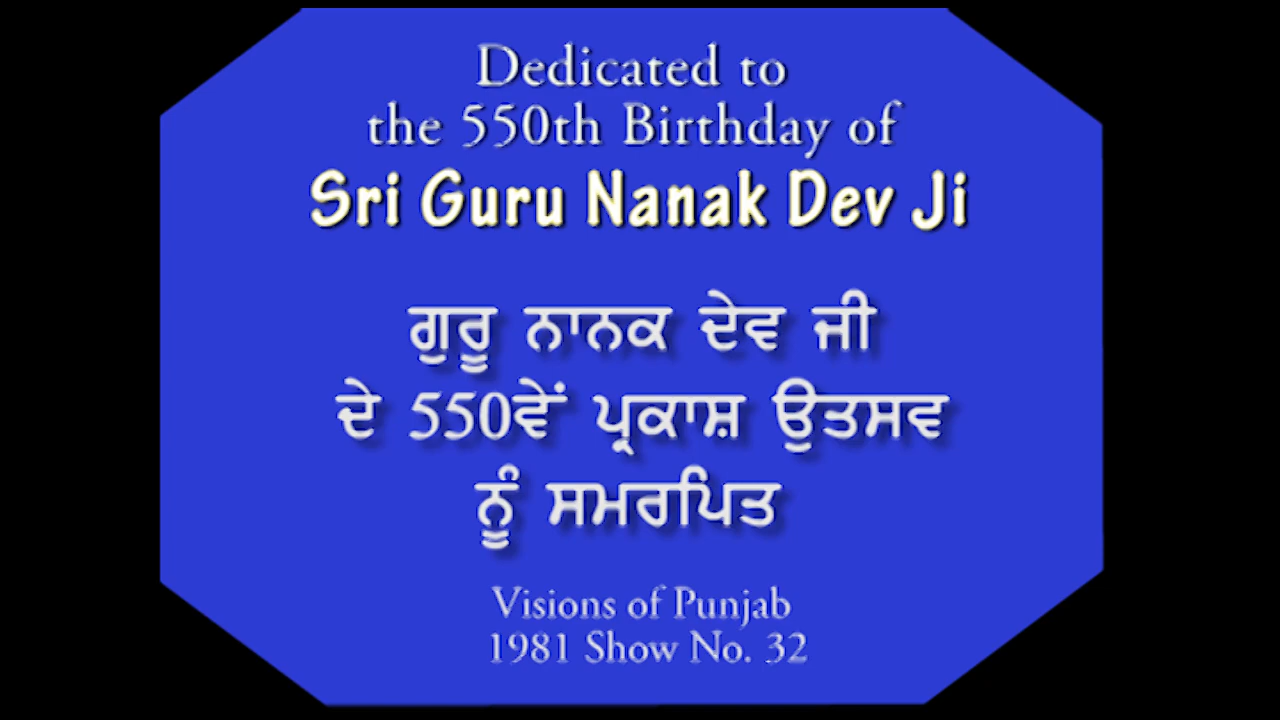 Dedicated to
the 550th Birthday of
Sri Guru Nanak Dev Ji
ਗੁਰੂ ਨਾਨਕ ਦੇਵ ਜੀ
ਦੇ 550ਵੇਂ ਪ੍ਰਕਾਸ਼ ਉਤਸਵ
ਨੂੰ ਸਮਰਪਿਤ
Visions of Punjab
1981 Show No. 32